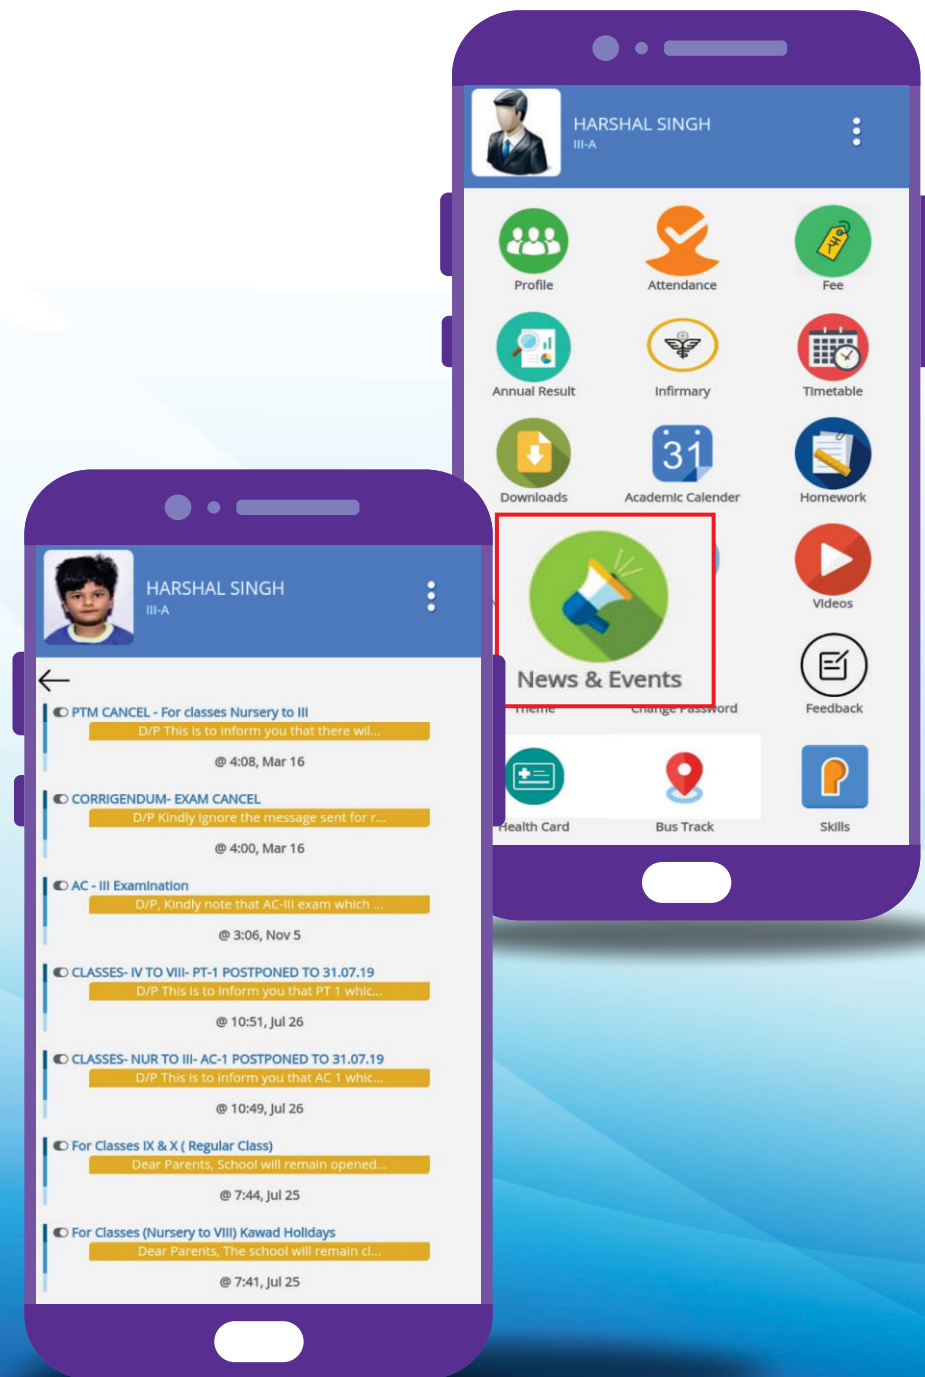 HARSHAL SINGH
III-A
Profile
Attendance
Fee
Annual Result
Infirmary
Timetable
Downloads
31
Academic Calender
Homework
News & Events
Videos
Theme
Change Password
Feedback
Health Card
Bus Track
Skills
HARSHAL SINGH
III-A
PTM CANCEL - For classes Nursery to III
D/P This is to inform you that there wil...
@ 4:08, Mar 16
CORRIGENDUM- EXAM CANCEL
D/P Kindly ignore the message sent for r...
@ 4:00, Mar 16
AC - III Examination
D/P, Kindly note that AC-III exam which ...
@ 3:06, Nov 5
CLASSES- IV TO VIII- PT-1 POSTPONED TO 31.07.19
D/P This is to inform you that PT 1 whic...
@ 10:51, Jul 26
CLASSES- NUR TO III- AC-1 POSTPONED TO 31.07.19
D/P This is to inform you that AC 1 whic...
@ 10:49, Jul 26
For Classes IX & X ( Regular Class)
Dear Parents, School will remain opened...
@ 7:44, Jul 25
For Classes (Nursery to VIII) Kawad Holidays
Dear Parents, The school will remain cl...
@ 7:41, Jul 25